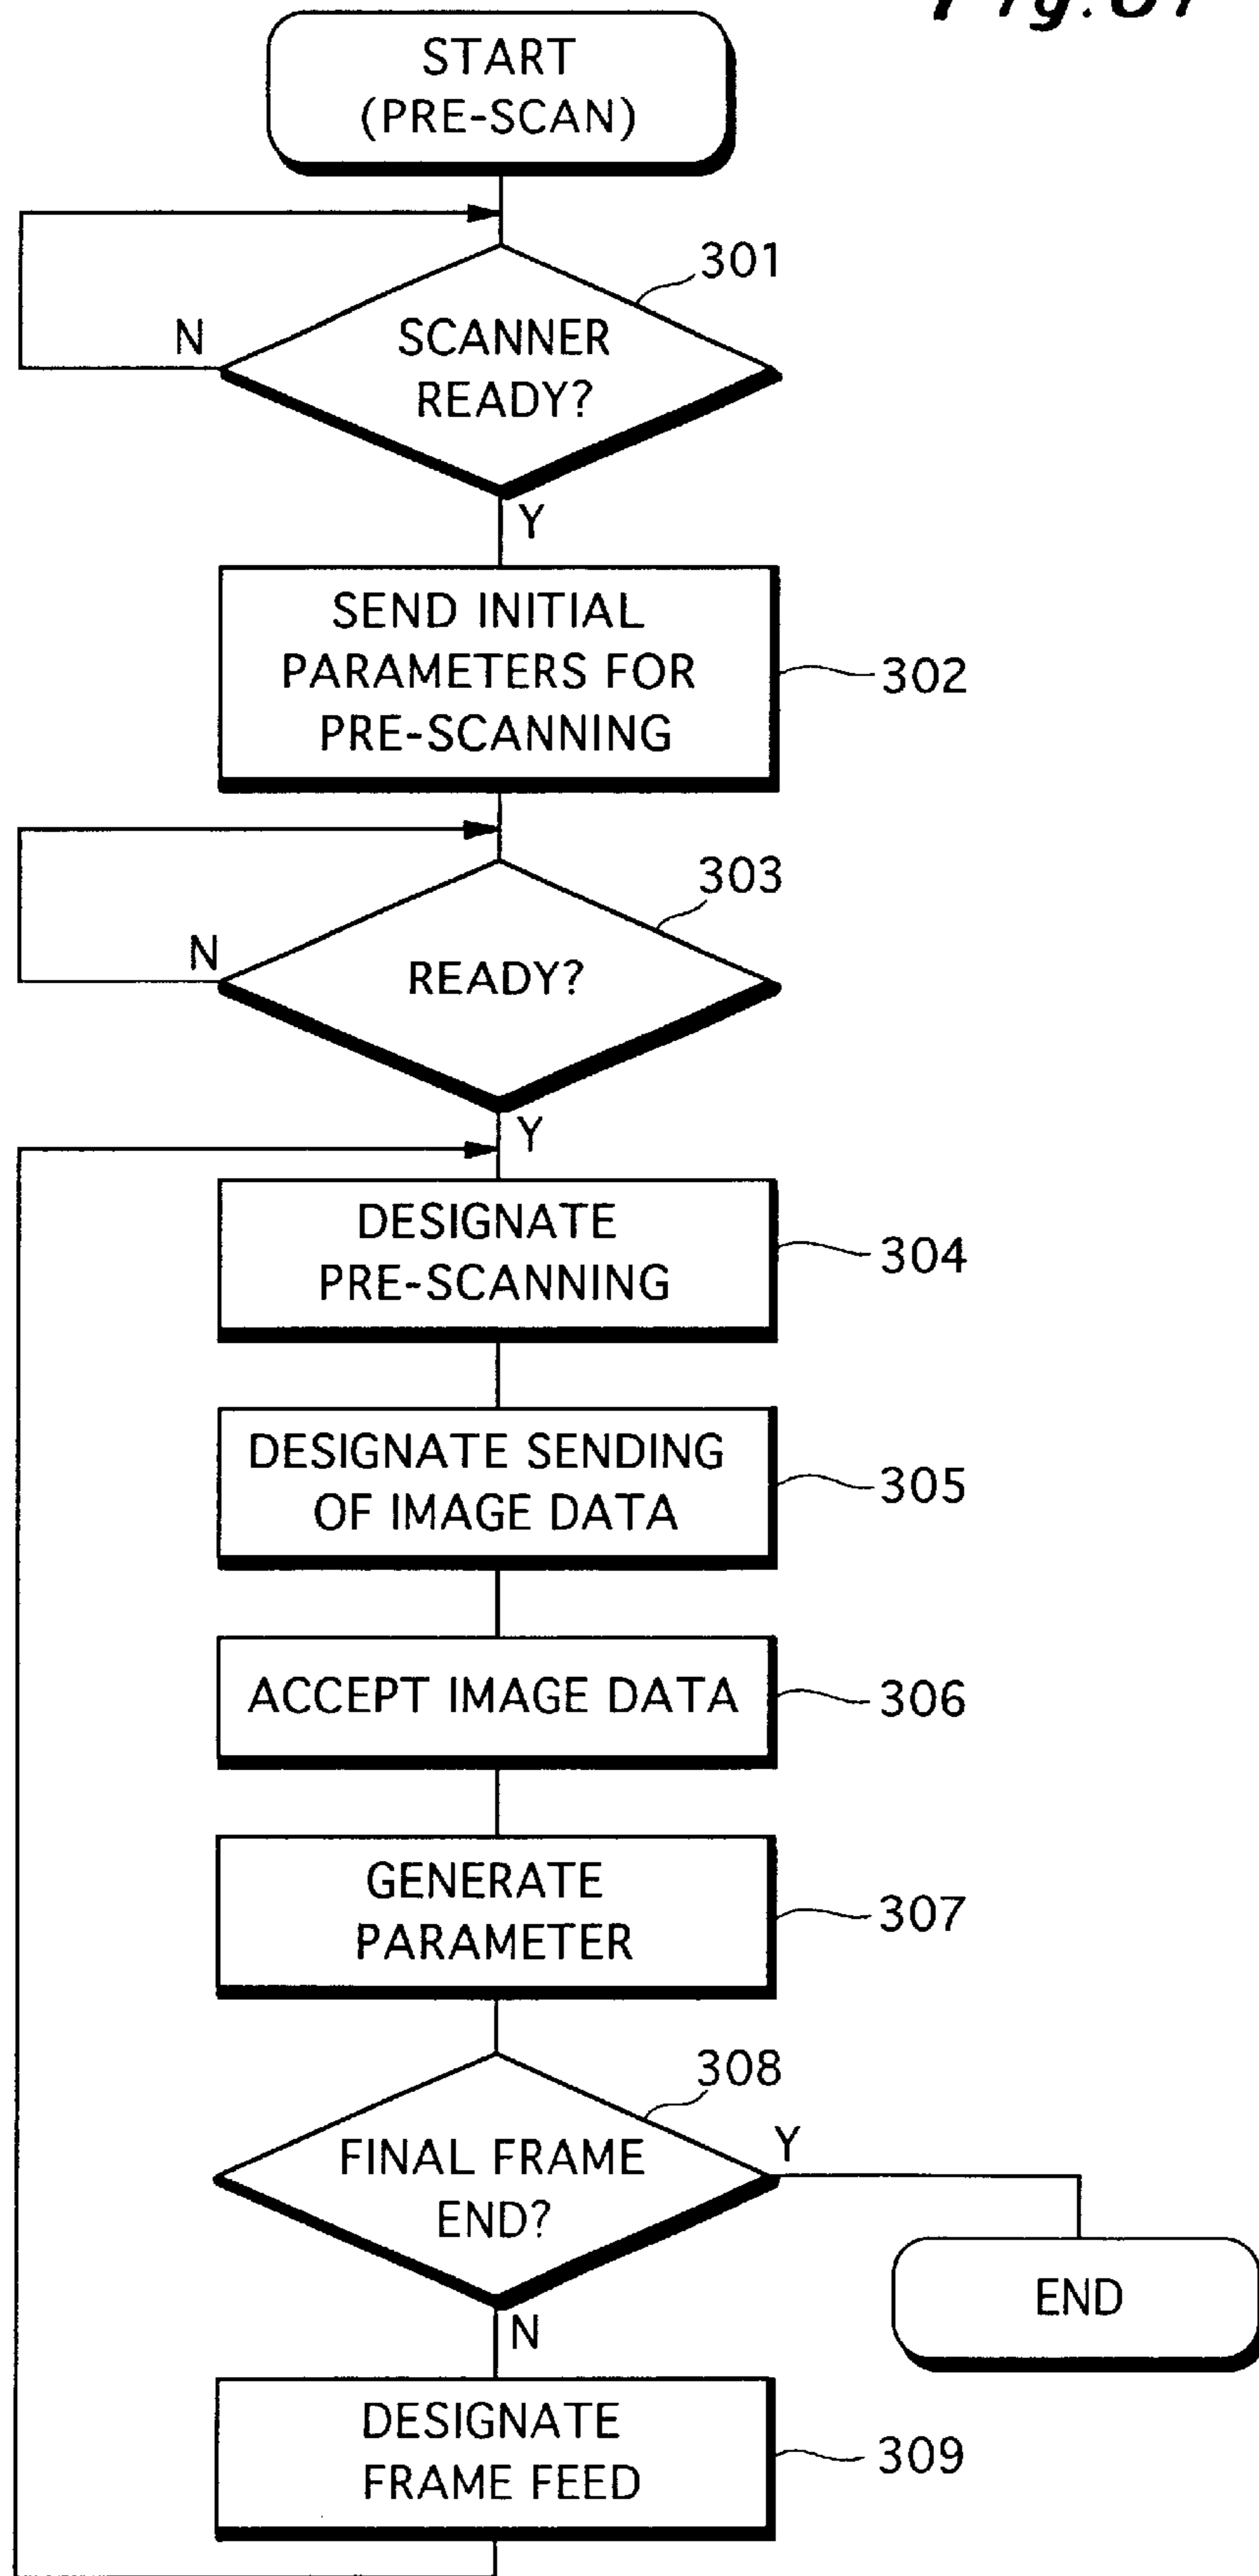 START
(PRE-SCAN)
301
N
SCANNER
READY?
Y
SEND INITIAL
PARAMETERS FOR
PRE-SCANNING
302
303
N
READY?
Y
DESIGNATE
PRE-SCANNING
304
DESIGNATE SENDING
OF IMAGE DATA
305
ACCEPT IMAGE DATA
306
GENERATE
PARAMETER
307
308
FINAL FRAME
END?
Y
END
N
DESIGNATE
FRAME FEED
309